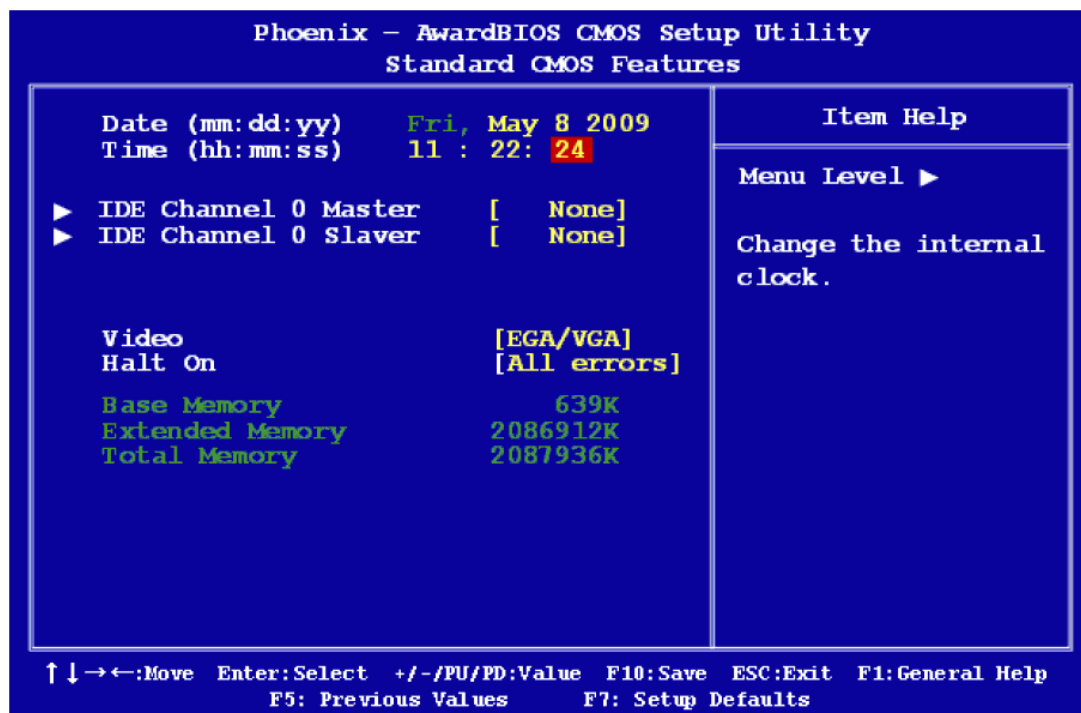 Phoenix – AwardBIOS CMOS Setup Utility
Standard CMOS Features
Date (mm:dd:yy) Fri, May 8 2009
Time (hh:mm:ss) 11 : 22: 24
▶ IDE Channel 0 Master [ None]
▶ IDE Channel 0 Slaver [ None]
Video [EGA/VGA]
Halt On [All errors]
Base Memory 639K
Extended Memory 2086912K
Total Memory 2087936K
Item Help
Menu Level ▶
Change the internal
clock.
↑↓→←:Move Enter:Select +/-/PU/PD:Value F10:Save ESC:Exit F1:General Help
F5: Previous Values F7: Setup Defaults